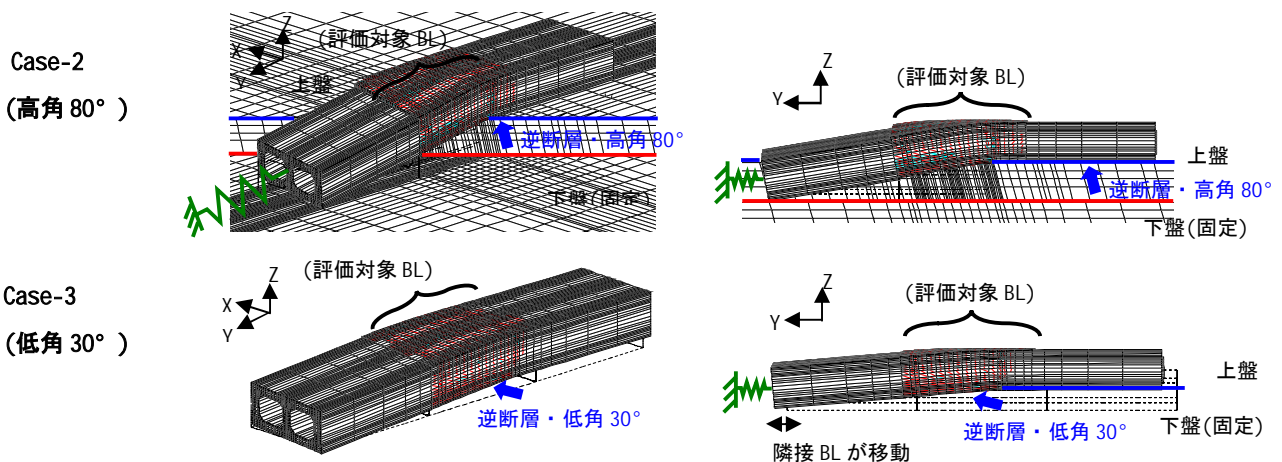 Case-2
(高角 80°)
(評価対象 BL)
Z
X
Y
上盤
逆断層・高角 80°
下盤(固定)
Z
Y
(評価対象 BL)
上盤
逆断層・高角 80°
下盤(固定)
Case-3
(低角 30°)
(評価対象 BL)
Z
X
Y
逆断層・低角 30°
Z
Y
(評価対象 BL)
上盤
下盤(固定)
逆断層・低角 30°
隣接 BL が移動